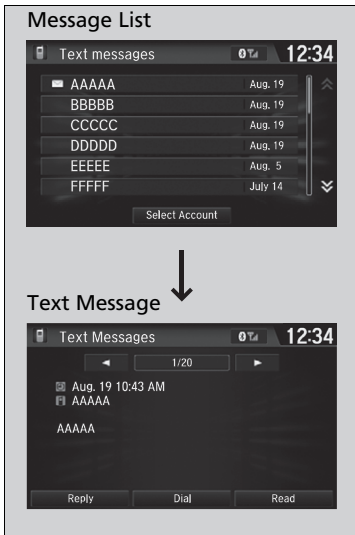 Message List
Text messages 12:34
AAAAA Aug. 19
BBBBB Aug. 19
CCCCC Aug. 19
DDDDD Aug. 19
EEEEE Aug. 5
FFFFF July 14
Select Account
Text Message
Text Messages 12:34
1/20
Aug. 19 10:43 AM
AAAAA
AAAAA
Reply Dial Read